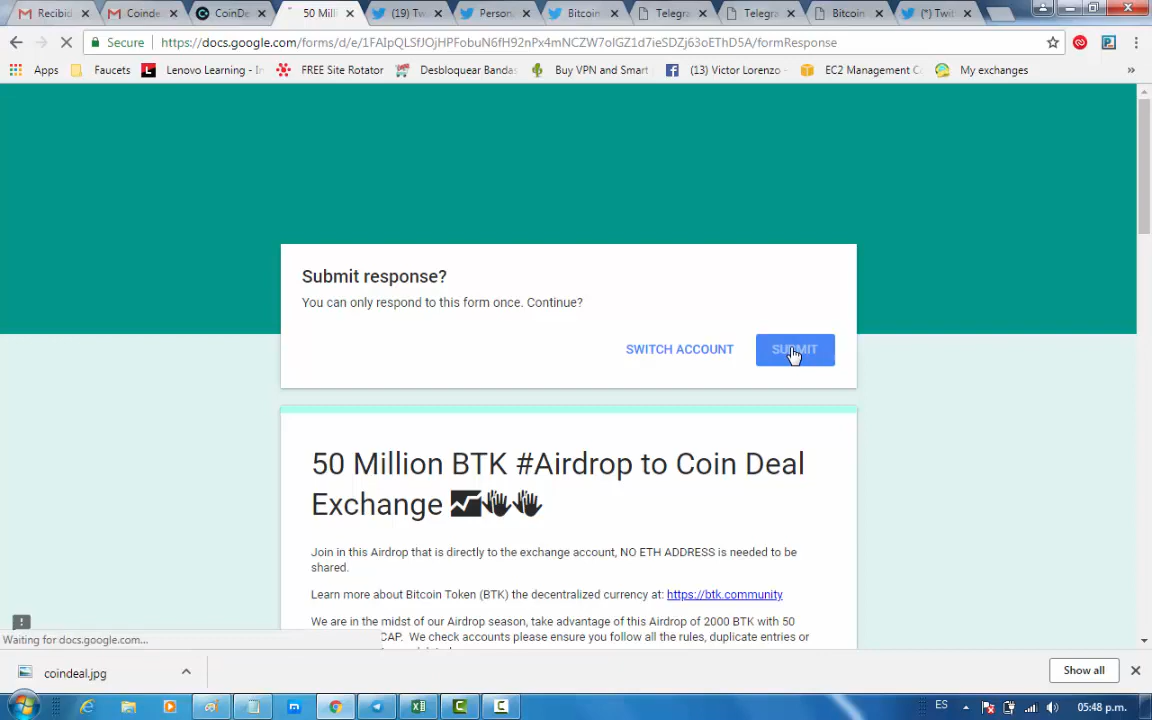 Recibid
Coinde
CoinDe
50 Mill
(19) Tw
Person
Bitcoin
Telegra
Telegra
Bitcoin
(*) Twit
Secure
https://docs.google.com/forms/d/e/1FAIpQLSfJOjHPFobuN6fH92nPx4mNCZW7olGZ1d7ieSDZj63oEThD5A/formResponse
Apps
Faucets
Lenovo Learning - In
FREE Site Rotator
Desbloquear Bandas
Buy VPN and Smart
(13) Victor Lorenzo -
EC2 Management Co
My exchanges
»
Submit response?
You can only respond to this form once. Continue?
SWITCH ACCOUNT
SUBMIT
50 Million BTK #Airdrop to Coin Deal
Exchange
Join in this Airdrop that is directly to the exchange account, NO ETH ADDRESS is needed to be
shared.
Learn more about Bitcoin Token (BTK) the decentralized currency at: https://btk.community
We are in the midst of our Airdrop season, take advantage of this Airdrop of 2000 BTK with 50
CAP. We check accounts please ensure you follow all the rules, duplicate entries or
Waiting for docs.google.com...
coindeal.jpg
Show all
ES
05:48 p.m.